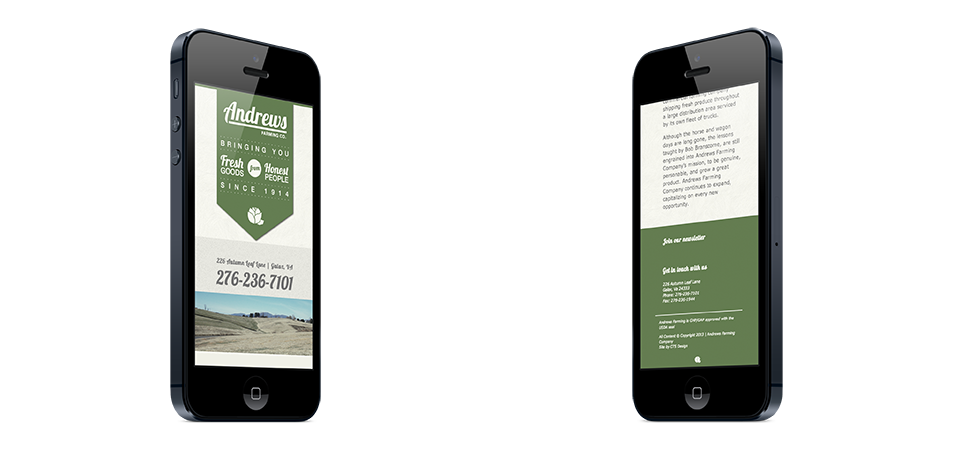 Andrews
FARMING CO.
BRINGING YOU
Fresh GOODS from Honest PEOPLE
SINCE 1914
226 Autumn Leaf Lane | Galax, VA
276-236-7101
shipping fresh produce throughout
a large distribution area serviced
by its own fleet of trucks.
Although the horse and wagon
days are long gone, the lessons
taught by Bob Branscome, are still
engrained into Andrews Farming
Company's mission, to be genuine,
personable, and grow a great
product. Andrews Farming
Company continues to expand,
capitalizing on every new
opportunity.
Join our newsletter
Get in touch with us
226 Autumn Leaf Lane
Galax, Va 24333
Phone: 276-236-7101
Fax: 276-236-1944
Andrews Farming is
approved with the
USDA seal
All Content © Copyright 2013 | Andrews Farming
Company
Site by CTS Design